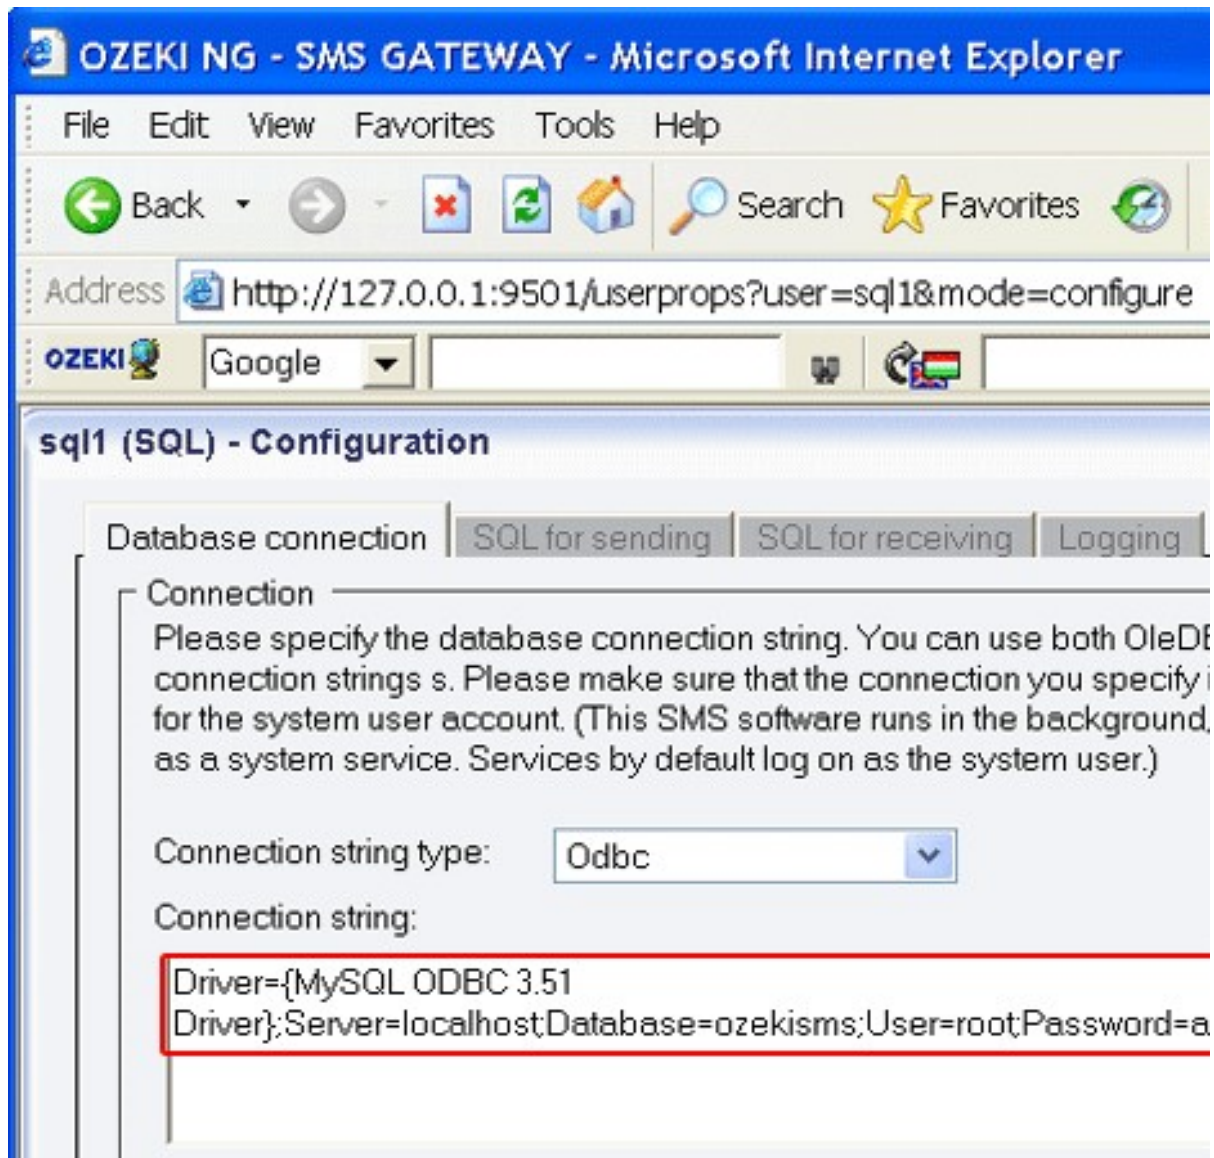 OZEKI NG - SMS GATEWAY - Microsoft Internet Explorer
File Edit View Favorites Tools Help
Back Search Favorites
Address http://127.0.0.1:9501/userprops?user=sql1&mode=configure
OZEKI Google
sql1 (SQL) - Configuration
Database connection SQL for sending SQL for receiving Logging
Connection
Please specify the database connection string. You can use both OleDB
connection strings s. Please make sure that the connection you specify i
for the system user account. (This SMS software runs in the background,
as a system service. Services by default log on as the system user.)
Connection string type: Odbc
Connection string:
Driver={MySQL ODBC 3.51
Driver};Server=localhost;Database=ozekisms;User=root;Password=a